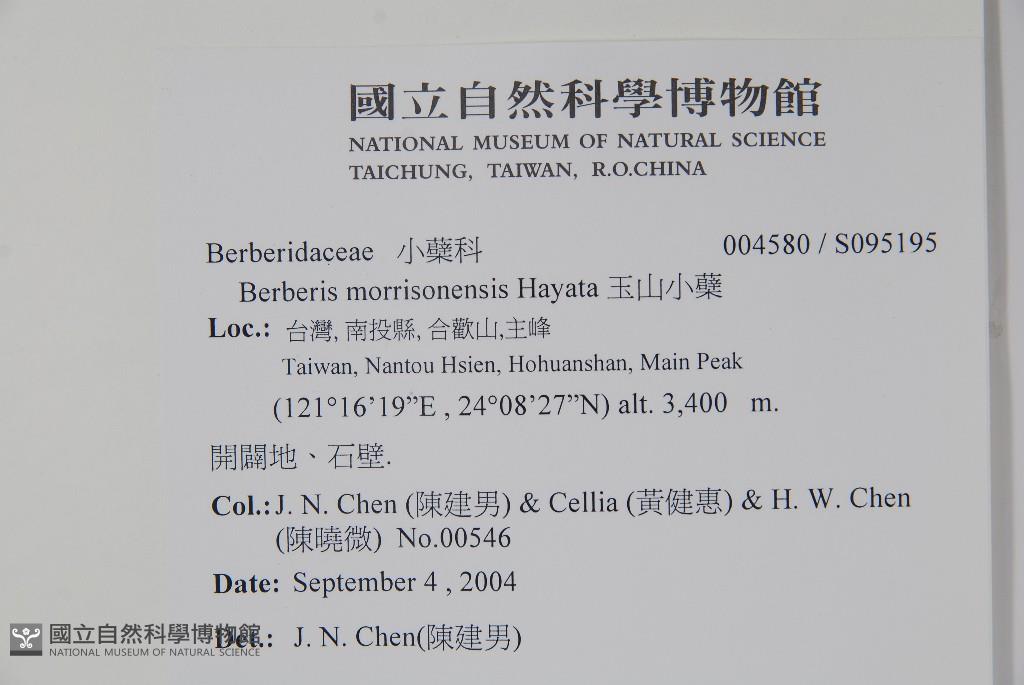 國立自然科學博物館
NATIONAL MUSEUM OF NATURAL SCIENCE
TAICHUNG, TAIWAN, R.O.CHINA
Berberidaceae 小蘗科 004580 / S095195
Berberis morrisonensis Hayata 玉山小蘗
Loc.: 台灣, 南投縣, 合歡山,主峰
Taiwan, Nantou Hsien, Hohuanshan, Main Peak
(121°16’19”E , 24°08’27”N) alt. 3,400 m.
開闢地、石壁.
Col.: J. N. Chen (陳建男) & Cellia (黃健惠) & H. W. Chen
(陳曉微) No.00546
Date: September 4 , 2004
Det.: J. N. Chen(陳建男)
國立自然科學博物館
NATIONAL MUSEUM OF NATURAL SCIENCE